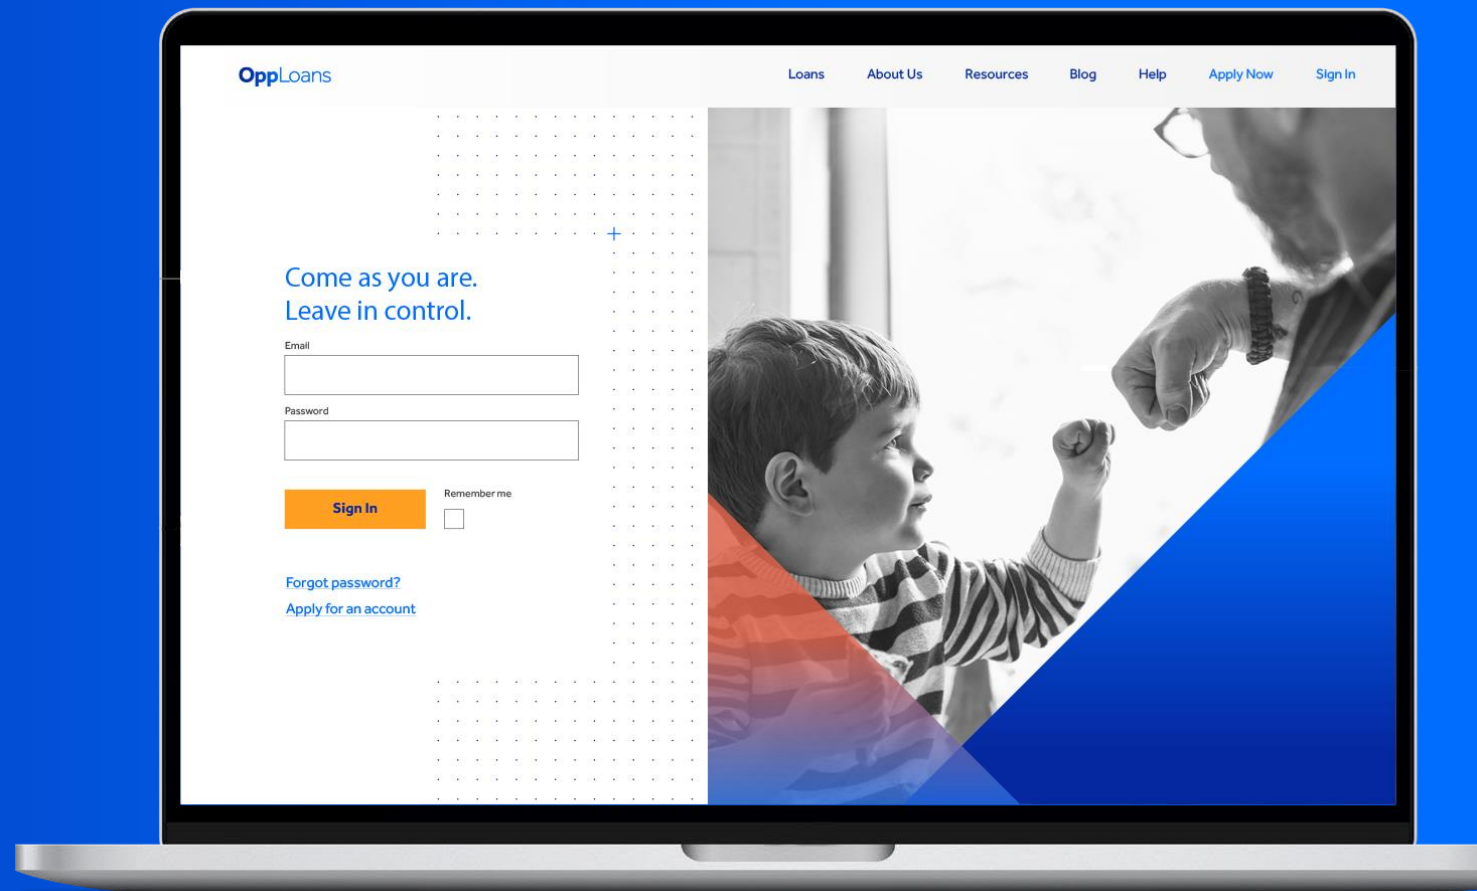 OppLoans
Loans About Us Resources Blog Help Apply Now Sign In
Come as you are.
Leave in control.
Email
Password
Sign In
Remember me
Forgot password?
Apply for an account